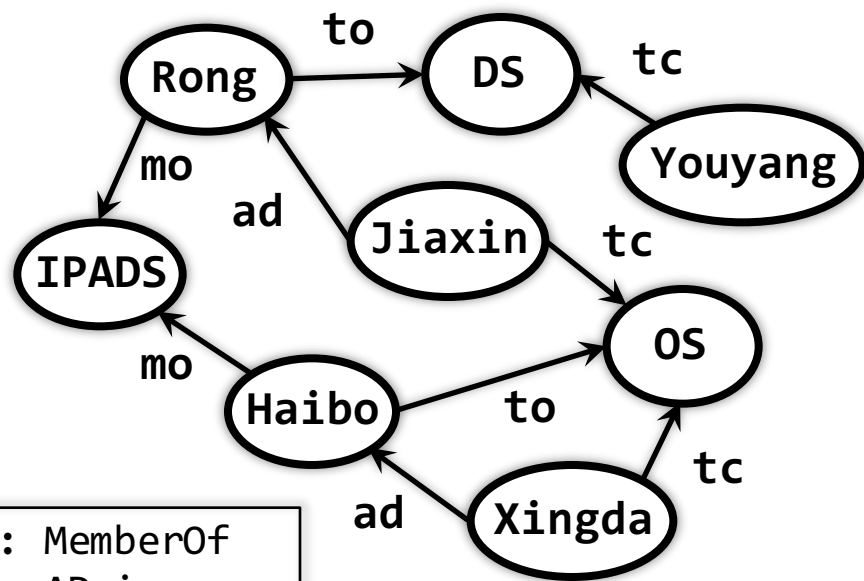 to
DS
tc
Rong
Youyang
mo
ad
Jiaxin
tc
IPADS
OS
mo
Haibo
to
tc
ad
Xingda
: MemberOf